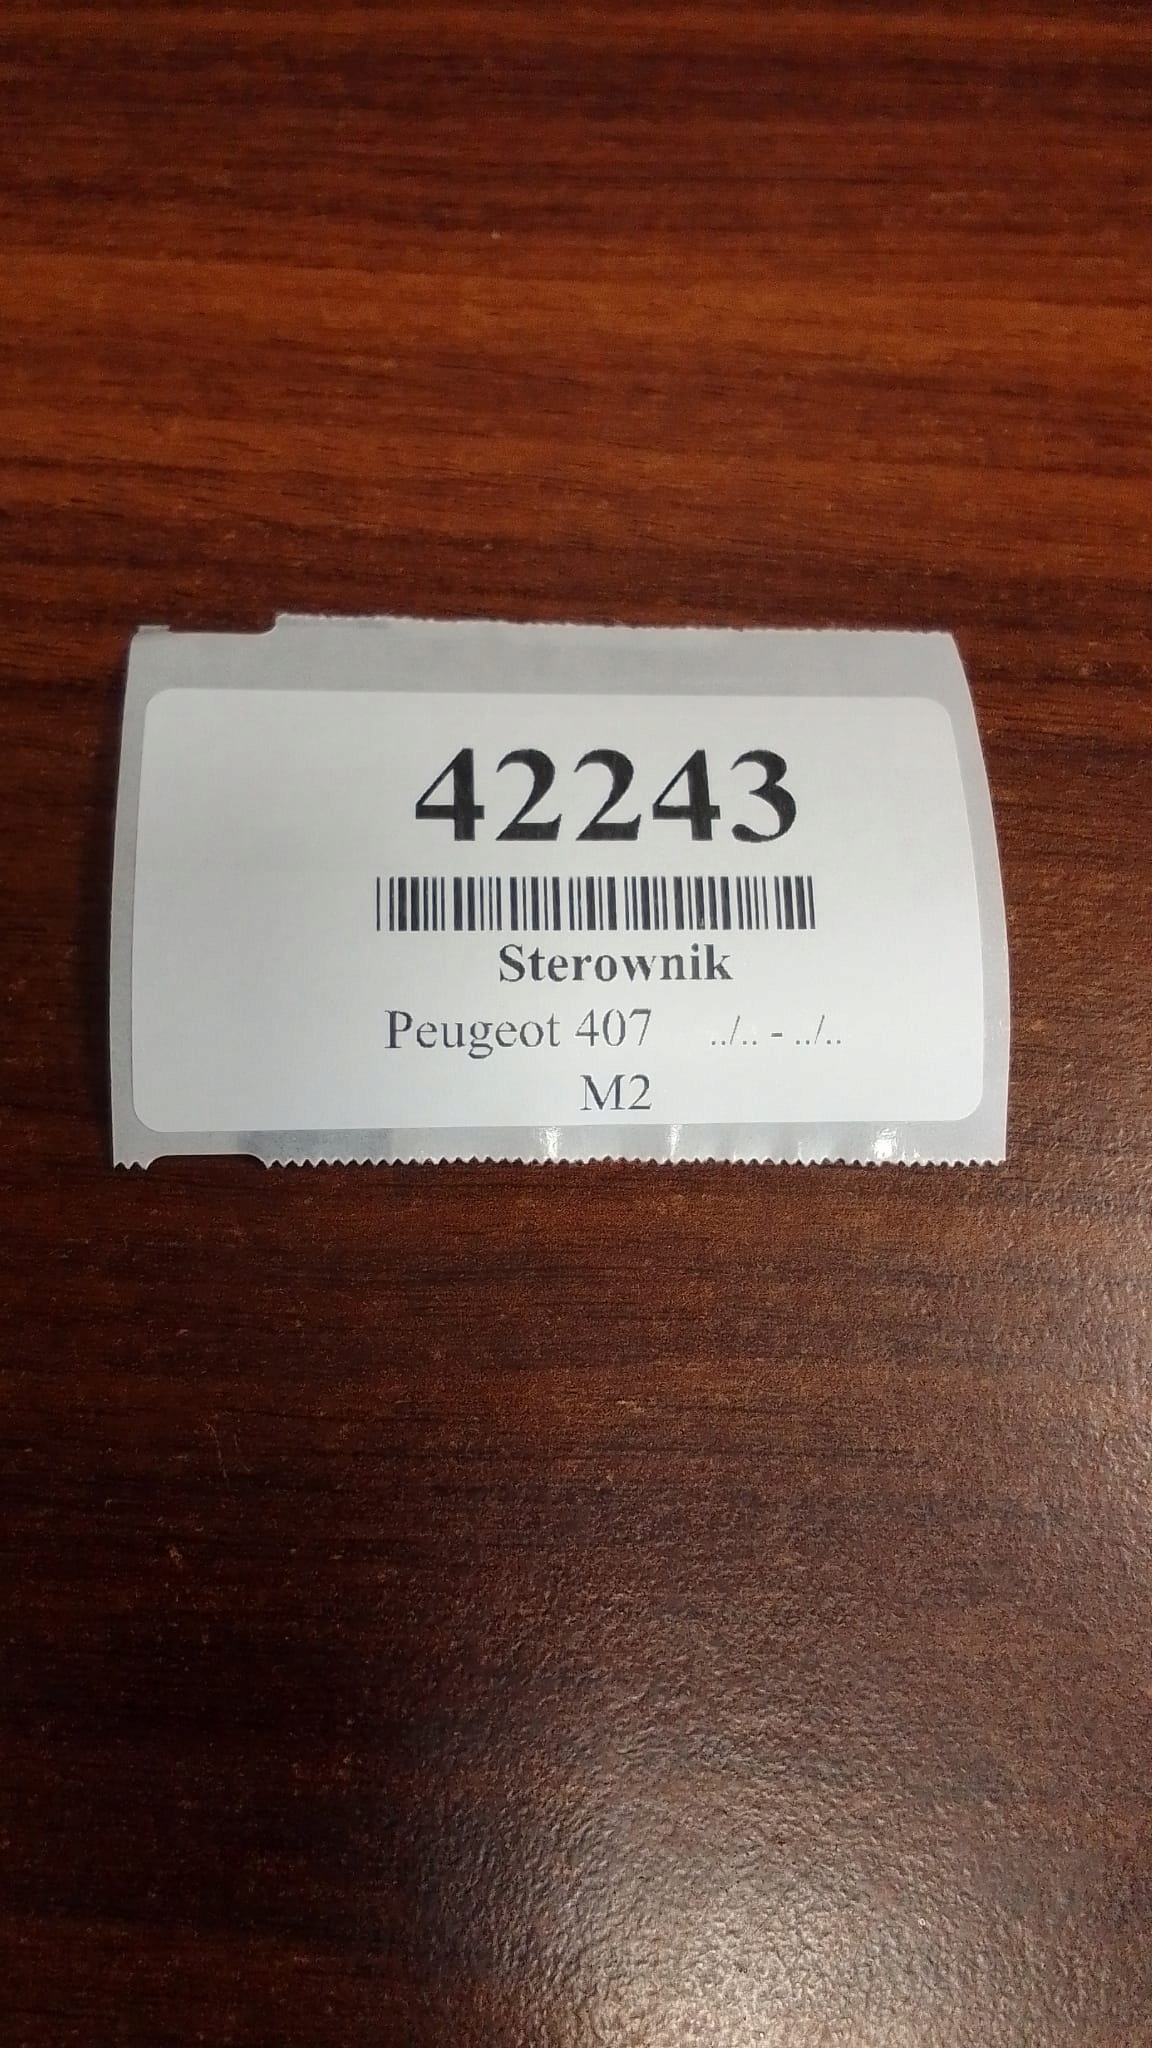 42243
Sterownik
Peugeot 407 ../.. - ../..
M2